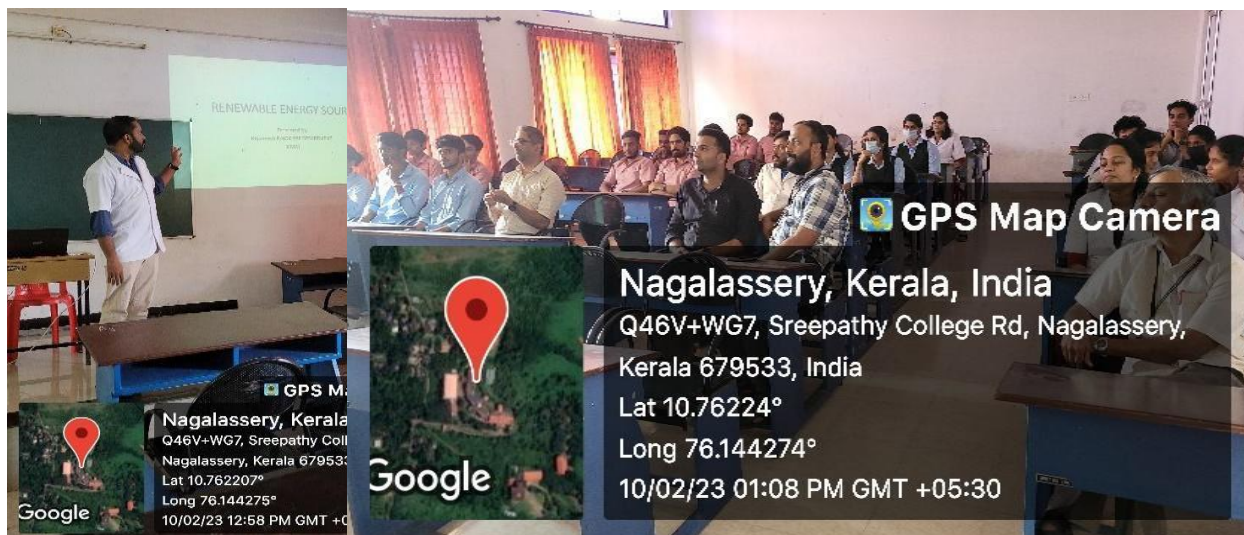 RENEWABLE ENERGY SOUR
Presented by
GPS M
Nagalassery, Kerala
Q46V+WG7, Sreepathy Coll
Nagalassery, Kerala 67953
Lat 10.762207°
Long 76.144275°
10/02/23 12:58 PM GMT +0
Google
GPS Map Camera
Nagalassery, Kerala, India
Q46V+WG7, Sreepathy College Rd, Nagalassery,
Kerala 679533, India
Lat 10.76224°
Long 76.144274°
10/02/23 01:08 PM GMT +05:30
Google